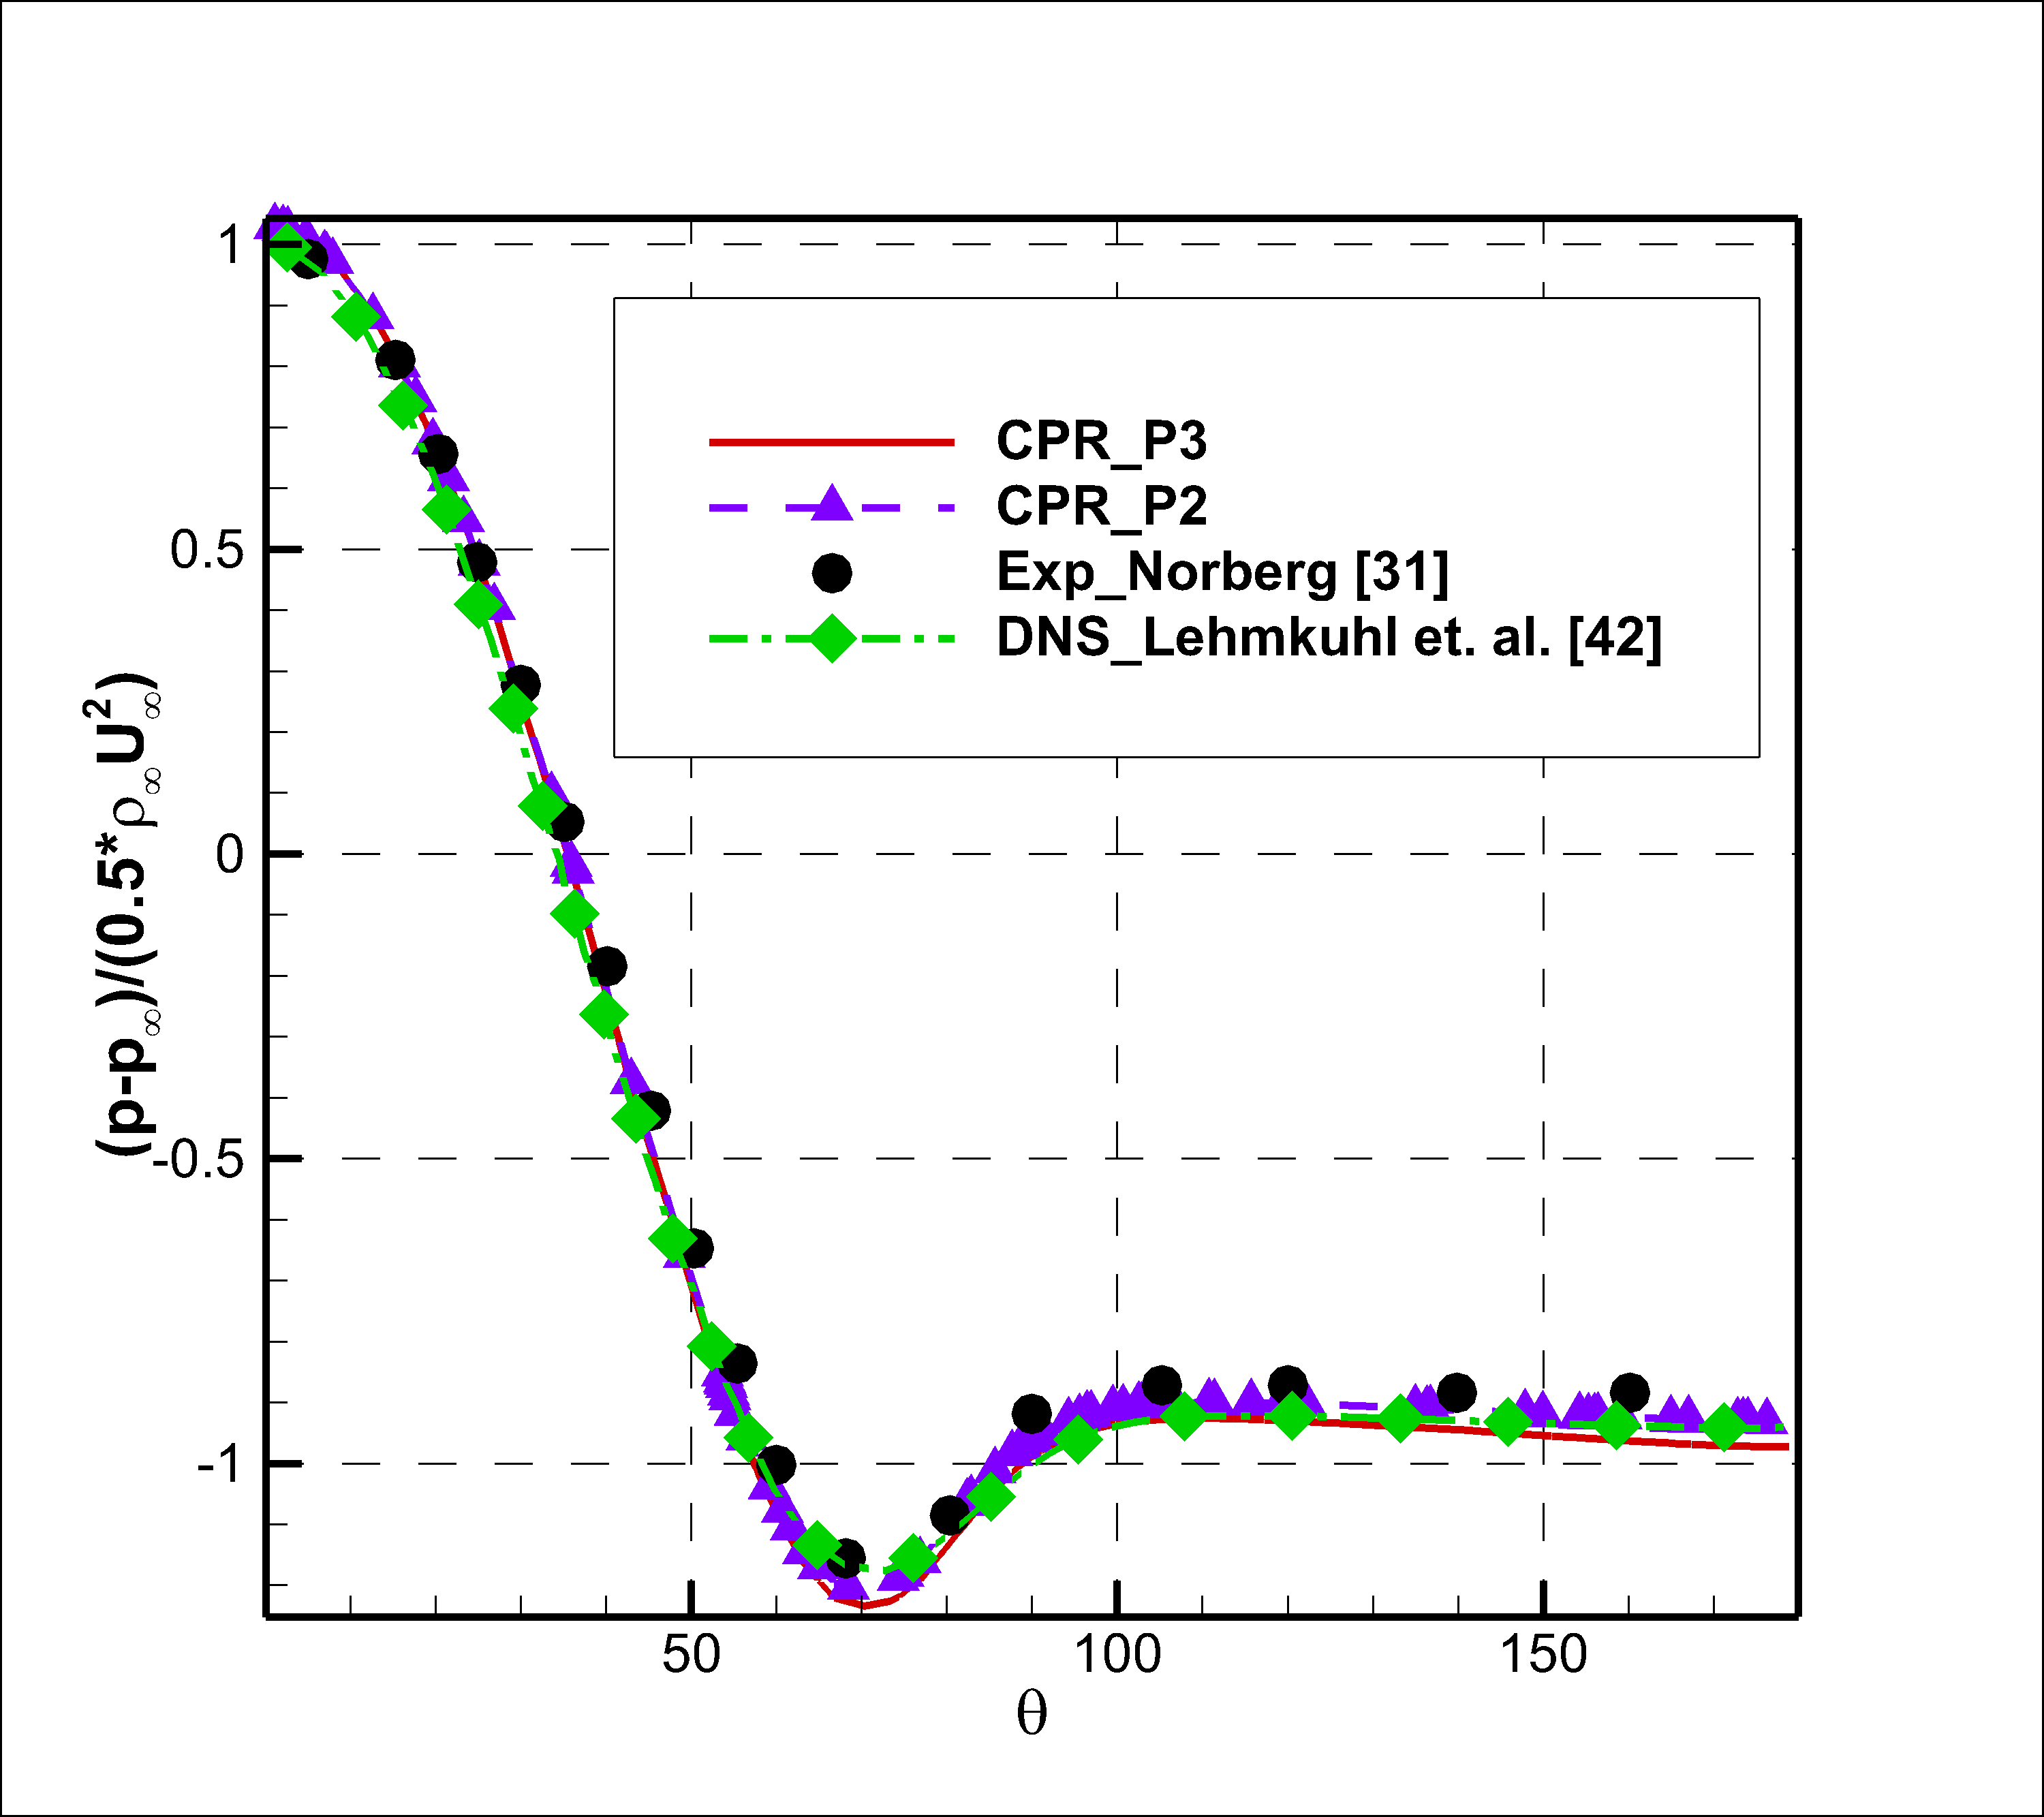 1
0.5
0
-0.5
-1
(p-p∞)/(0.5*ρ∞U²∞)
CPR_P3
CPR_P2
Exp_Norberg [31]
DNS_Lehmkuhl et. al. [42]
50
100
150
θ